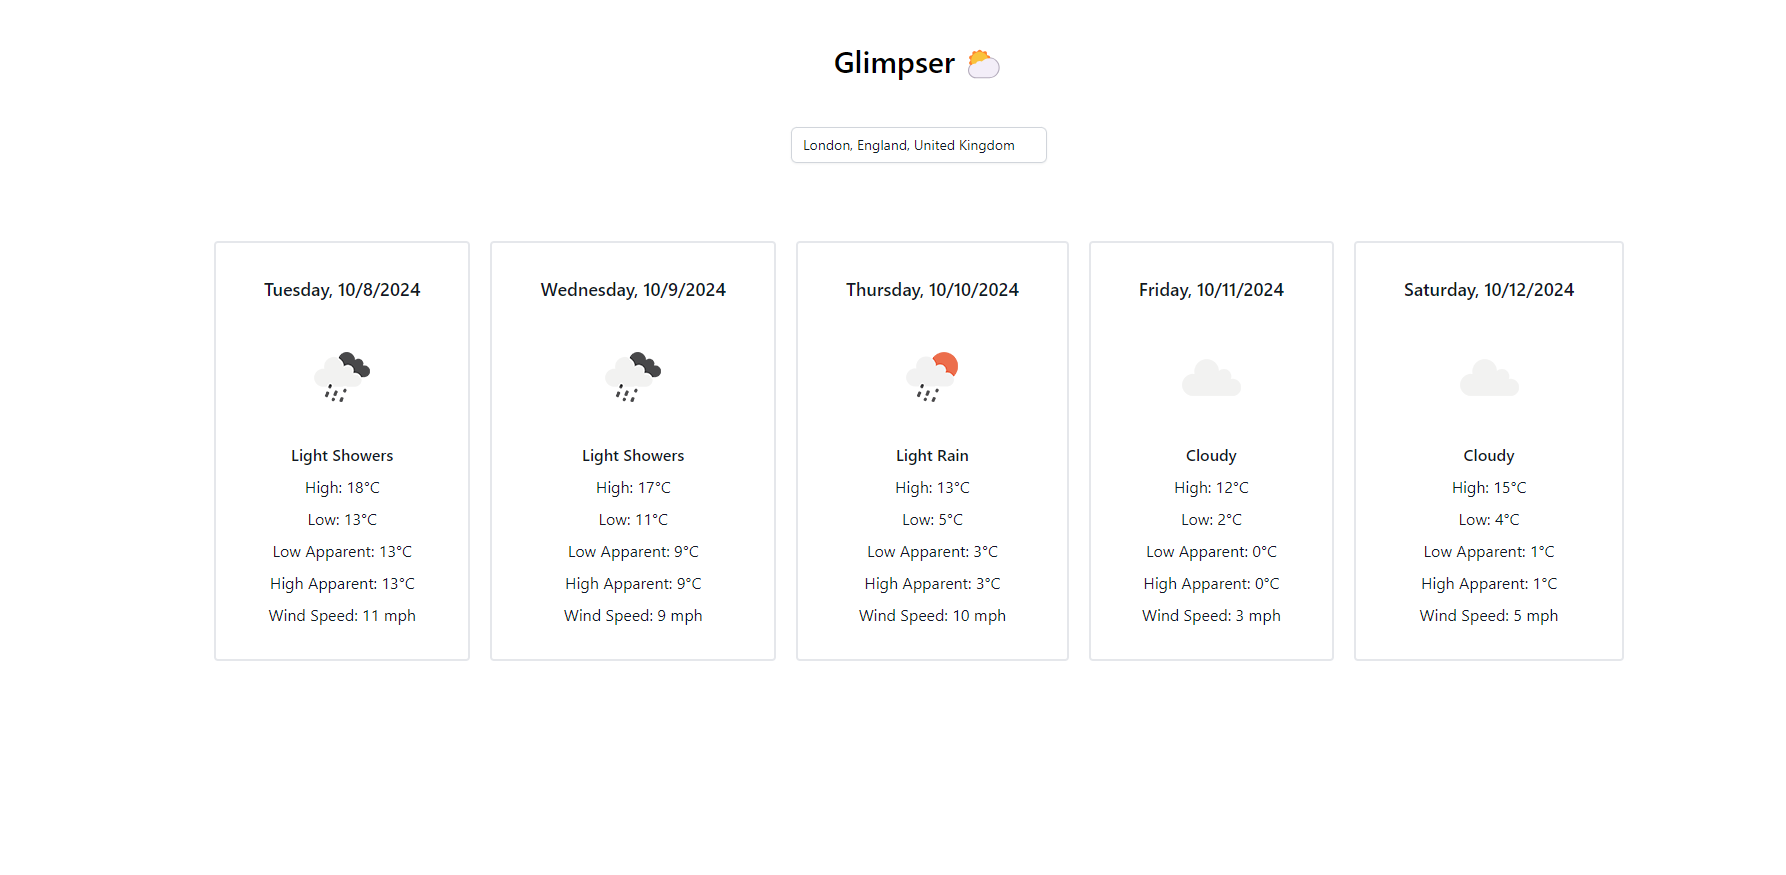 Glimpser
London, England, United Kingdom
Tuesday, 10/8/2024
Light Showers
High: 18°C
Low: 13°C
Low Apparent: 13°C
High Apparent: 13°C
Wind Speed: 11 mph
Wednesday, 10/9/2024
Light Showers
High: 17°C
Low: 11°C
Low Apparent: 9°C
High Apparent: 9°C
Wind Speed: 9 mph
Thursday, 10/10/2024
Light Rain
High: 13°C
Low: 5°C
Low Apparent: 3°C
High Apparent: 3°C
Wind Speed: 10 mph
Friday, 10/11/2024
Cloudy
High: 12°C
Low: 2°C
Low Apparent: 0°C
High Apparent: 0°C
Wind Speed: 3 mph
Saturday, 10/12/2024
Cloudy
High: 15°C
Low: 4°C
Low Apparent: 1°C
High Apparent: 1°C
Wind Speed: 5 mph